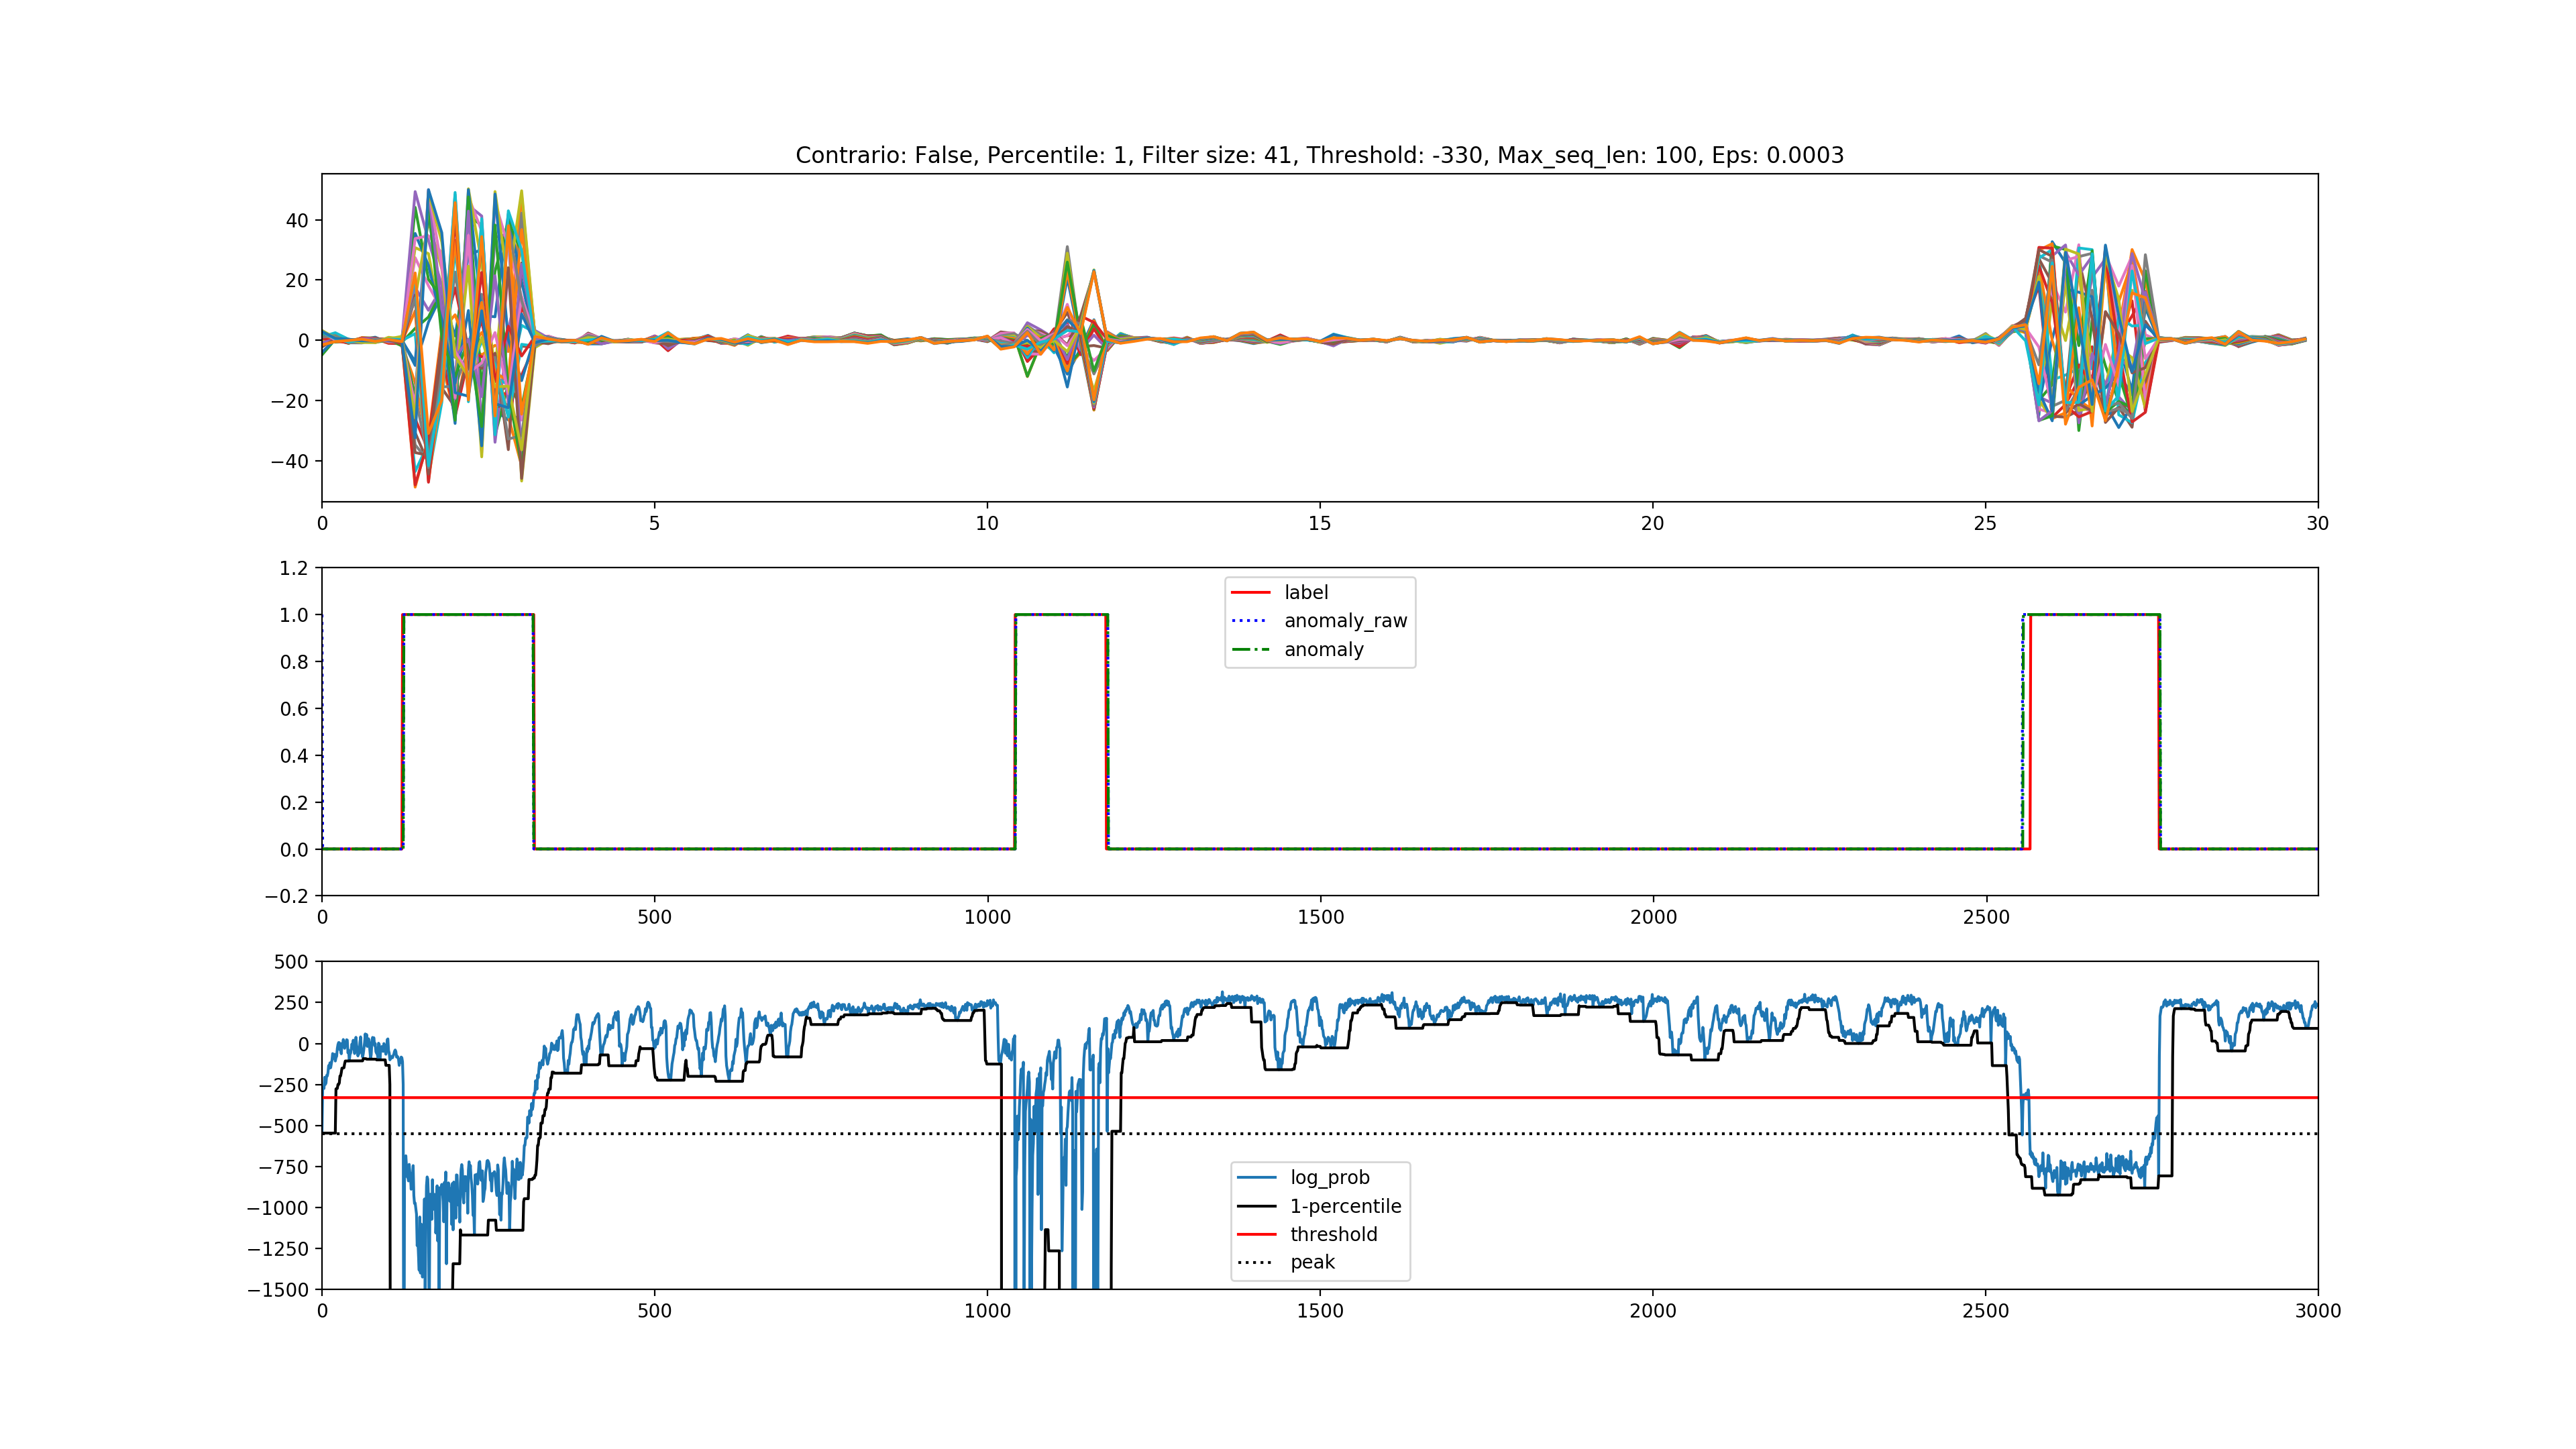 Contrario: False, Percentile: 1, Filter size: 41, Threshold: -330, Max_seq_len: 100, Eps: 0.0003
40
20
0
−20
−40
0 5 10 15 20 25 30
1.2
1.0
0.8
0.6
0.4
0.2
0.0
−0.2
label
anomaly_raw
anomaly
0 500 1000 1500 2000 2500
500
250
0
−250
−500
−750
−1000
−1250
−1500
log_prob
1-percentile
threshold
peak
0 500 1000 1500 2000 2500 3000